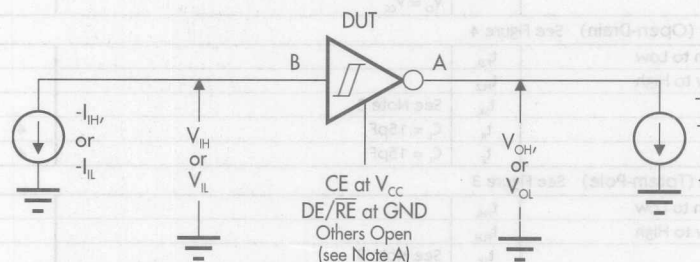 DUT
B
A
-I_IH,
or
-I_IL
V_IH
or
V_IL
V_OH,
or
V_OL
CE at V_CC
DE/R̅E̅ at GND
Others Open
(see Note A)